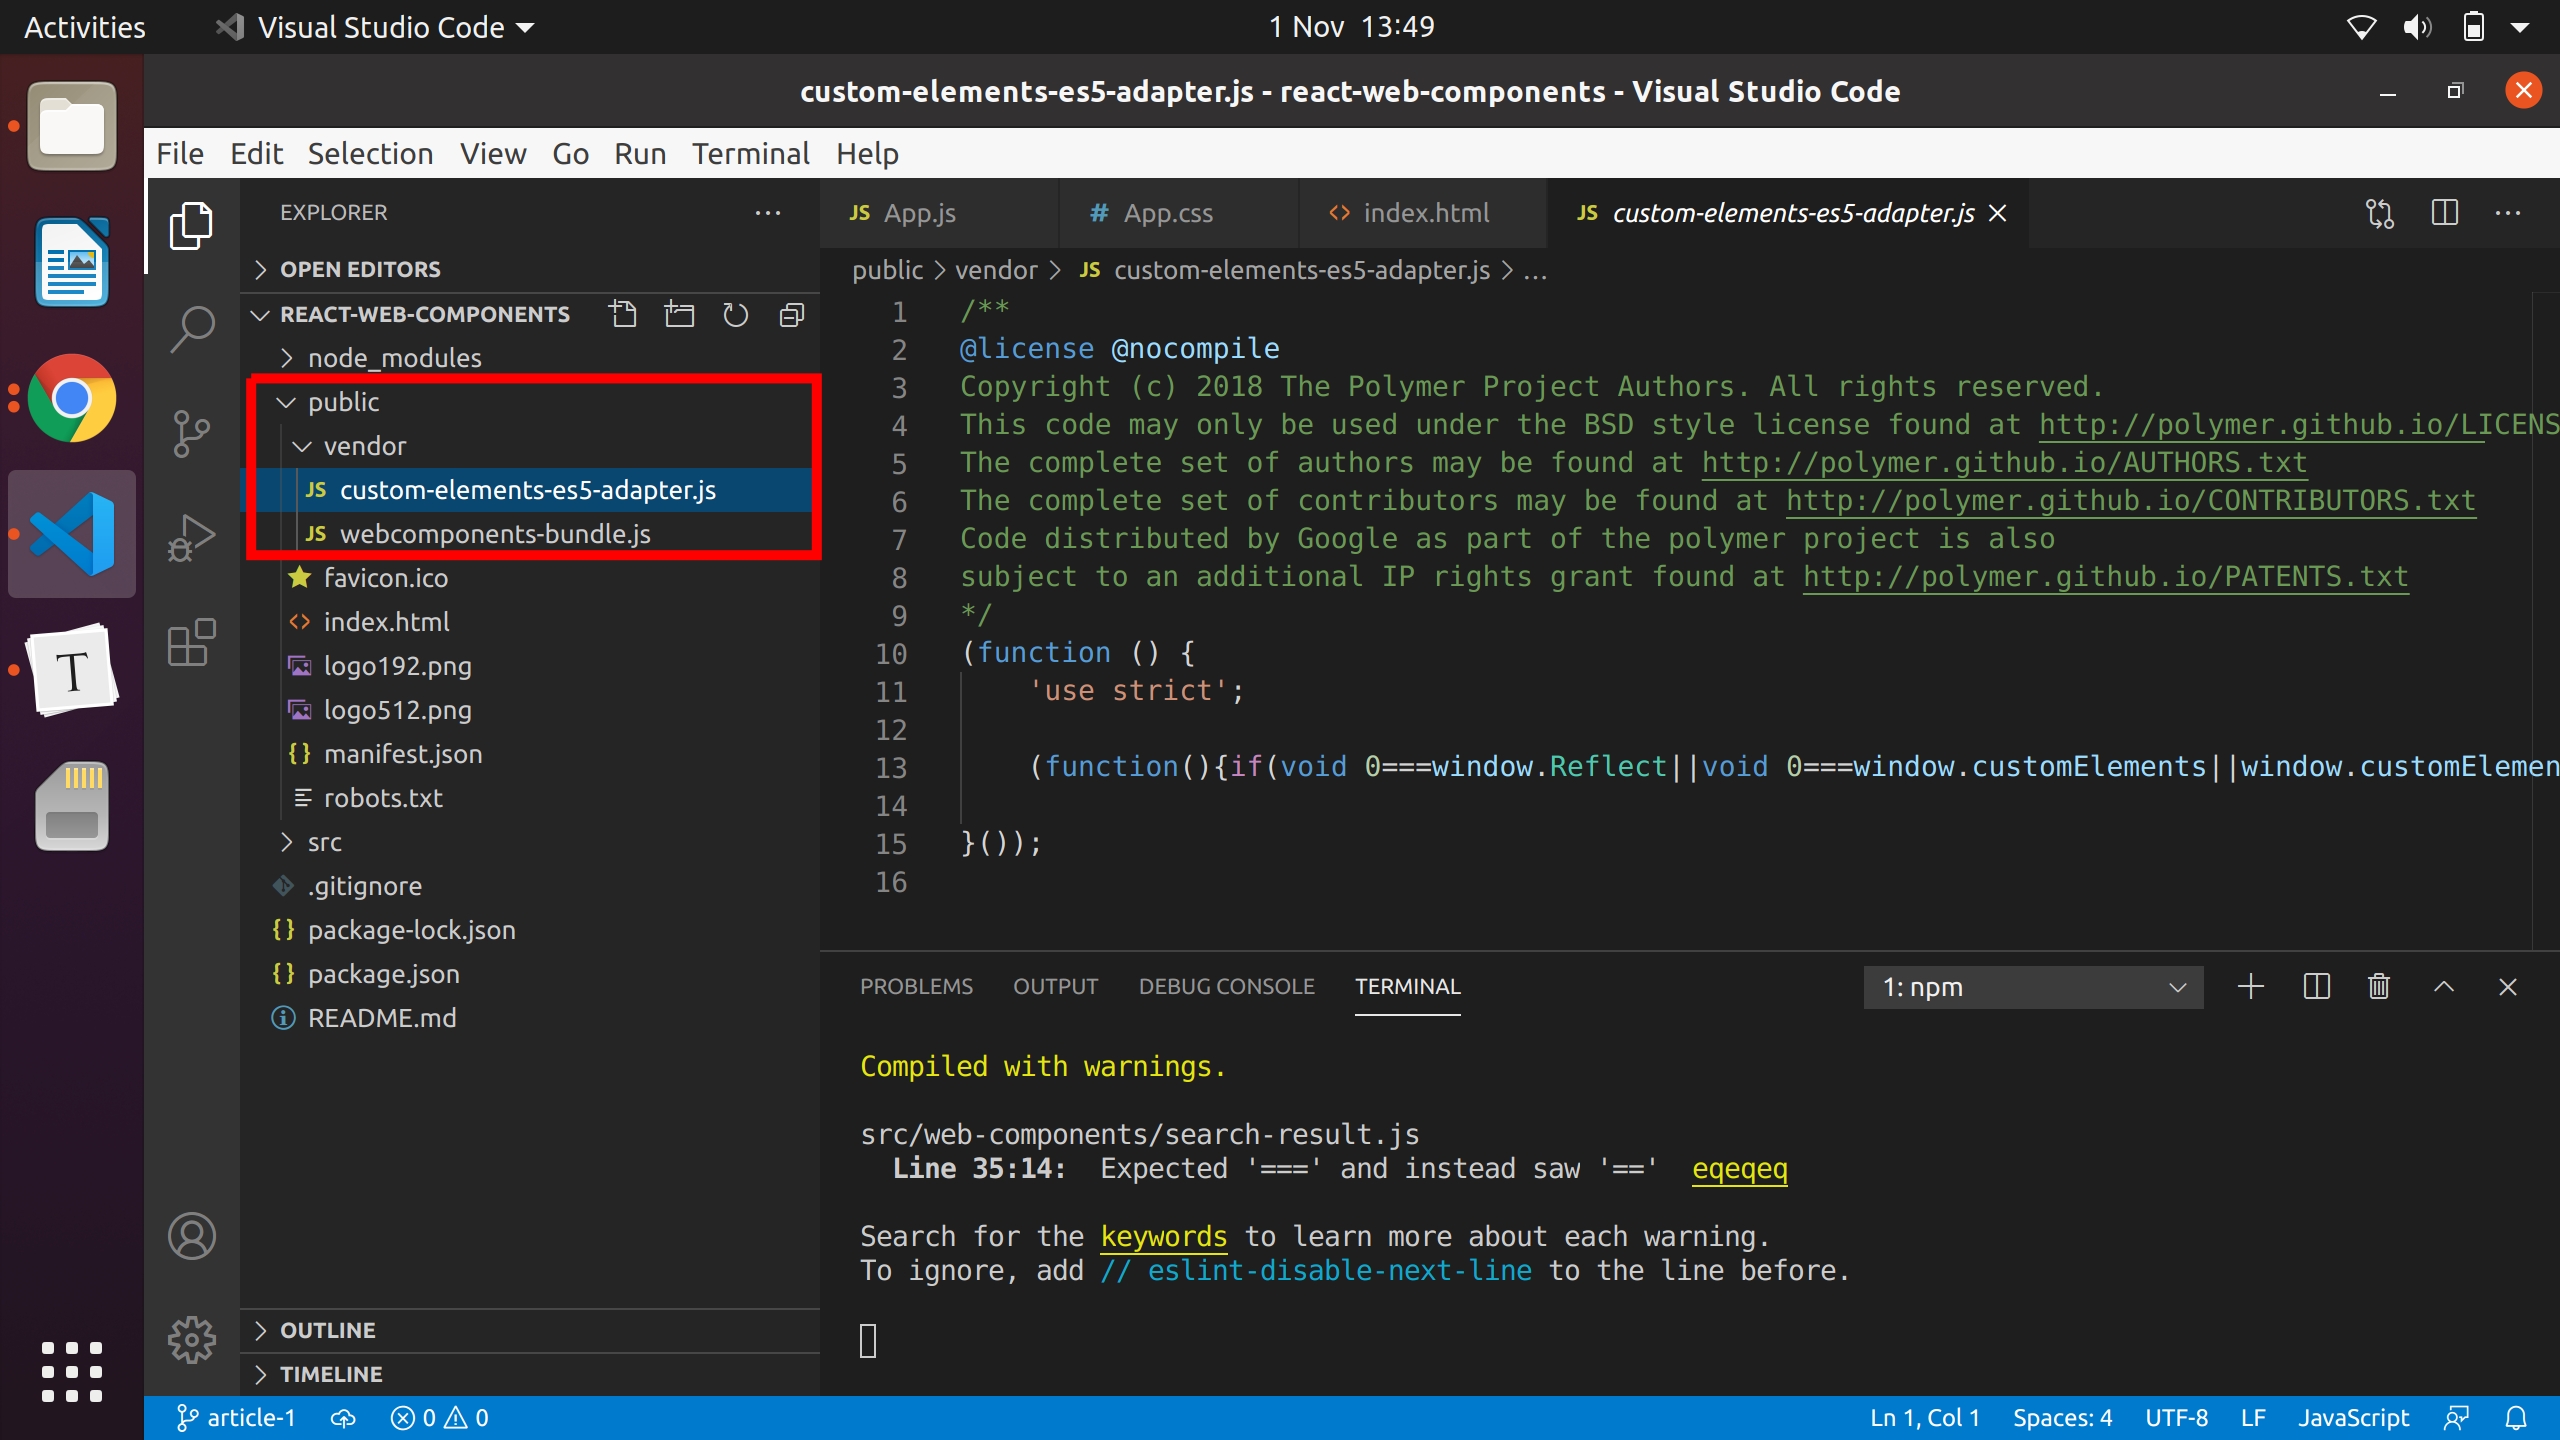 Activities
Visual Studio Code
1 Nov 13:49
custom-elements-es5-adapter.js - react-web-components - Visual Studio Code
File Edit Selection View Go Run Terminal Help
EXPLORER
OPEN EDITORS
REACT-WEB-COMPONENTS
node_modules
public
vendor
JS custom-elements-es5-adapter.js
JS webcomponents-bundle.js
favicon.ico
<> index.html
logo192.png
logo512.png
{} manifest.json
robots.txt
src
.gitignore
{} package-lock.json
{} package.json
README.md
OUTLINE
TIMELINE
JS App.js
# App.css
<> index.html
JS custom-elements-es5-adapter.js
public > vendor > JS custom-elements-es5-adapter.js > ...
1 /**
2 @license @nocompile
3 Copyright (c) 2018 The Polymer Project Authors. All rights reserved.
4 This code may only be used under the BSD style license found at http://polymer.github.io/LICENS
5 The complete set of authors may be found at http://polymer.github.io/AUTHORS.txt
6 The complete set of contributors may be found at http://polymer.github.io/CONTRIBUTORS.txt
7 Code distributed by Google as part of the polymer project is also
8 subject to an additional IP rights grant found at http://polymer.github.io/PATENTS.txt
9 */
10 (function () {
11 'use strict';
12
13 (function(){if(void 0===window.Reflect||void 0===window.customElements||window.customElemen
14
15 }());
16
PROBLEMS OUTPUT DEBUG CONSOLE TERMINAL
1: npm
Compiled with warnings.
src/web-components/search-result.js
Line 35:14: Expected '===' and instead saw '==' eqeqeq
Search for the keywords to learn more about each warning.
To ignore, add // eslint-disable-next-line to the line before.
T
article-1
0 0
Ln 1, Col 1
Spaces: 4
UTF-8
LF
JavaScript